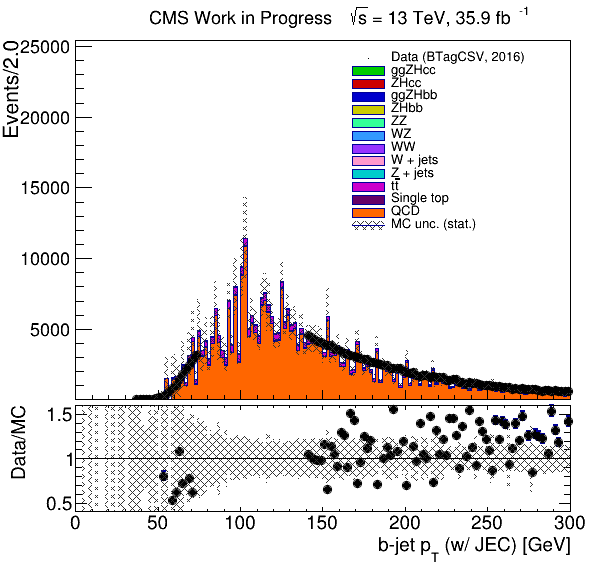 CMS Work in Progress √s = 13 TeV, 35.9 fb⁻¹
Events/2.0
25000
20000
15000
10000
5000
Data (BTagCSV, 2016)
ggZHcc
ZHcc
ggZHbb
ZHbb
ZZ
WZ
WW
W + jets
Z + jets
tt̅
Single top
QCD
MC unc. (stat.)
Data/MC
1.5
1
0.5
0 50 100 150 200 250 300
b-jet p_T (w/ JEC) [GeV]